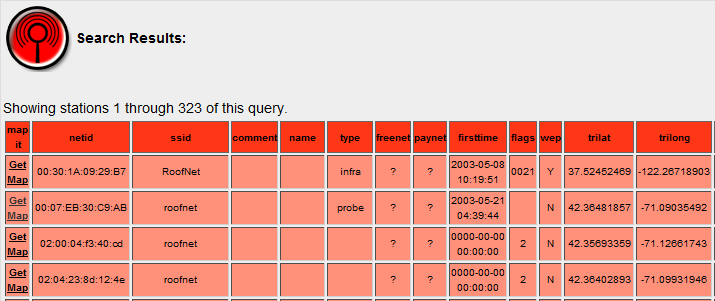 Search Results:
Showing stations 1 through 323 of this query.
map it netid ssid comment name type freenet paynet firsttime flags wep trilat trilong
Get Map 00:30:1A:09:29:B7 RoofNet infra ? ? 2003-05-08 10:19:51 0021 Y 37.52452469 -122.26718903
Get Map 00:07:EB:30:C9:AB roofnet probe ? ? 2003-05-21 04:39:44 N 42.36481857 -71.09035492
Get Map 02:00:04:f3:40:cd roofnet ? ? 0000-00-00 00:00:00 2 N 42.35693359 -71.12661743
Get Map 02:04:23:8d:12:4e roofnet ? ? 0000-00-00 00:00:00 2 N 42.36402893 -71.09931946